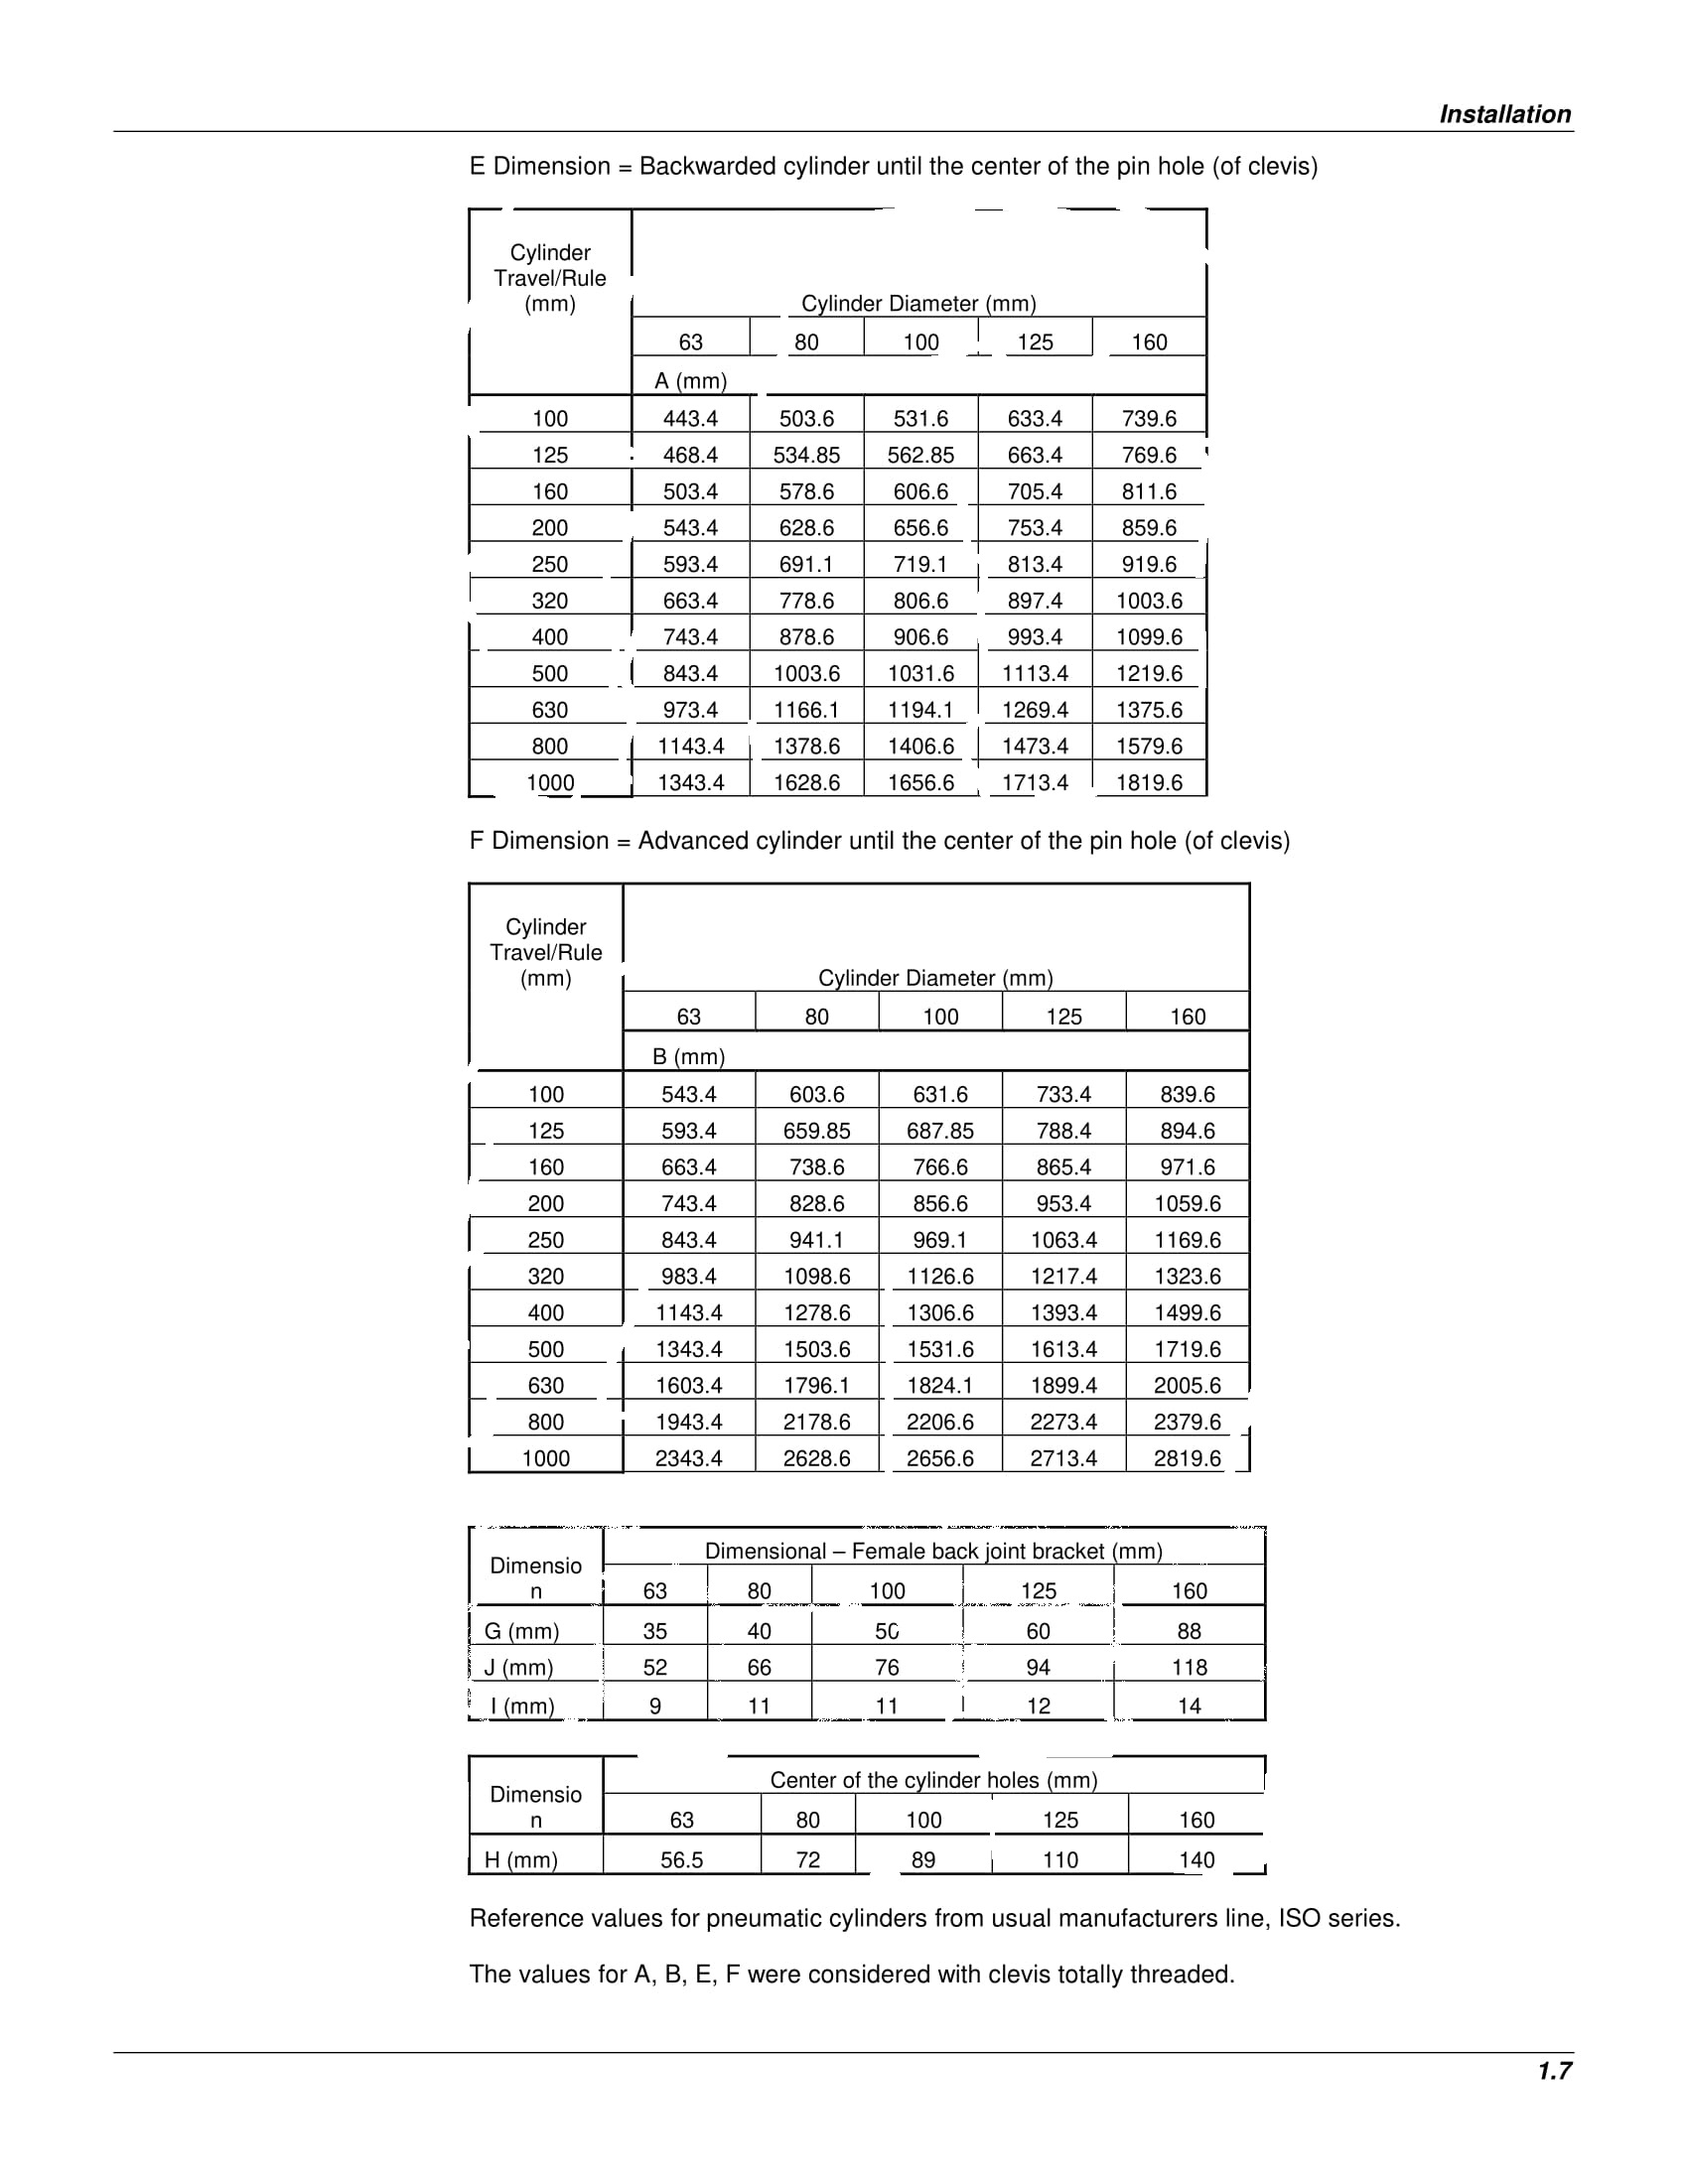 Installation
E Dimension = Backwarded cylinder until the center of the pin hole (of clevis)
Cylinder
Travel/Rule
(mm)
Cylinder Diameter (mm)
63 80 100 125 160
A (mm)
100 443.4 503.6 531.6 633.4 739.6
125 468.4 534.85 562.85 663.4 769.6
160 503.4 578.6 606.6 705.4 811.6
200 543.4 628.6 656.6 753.4 859.6
250 593.4 691.1 719.1 813.4 919.6
320 663.4 778.6 806.6 897.4 1003.6
400 743.4 878.6 906.6 993.4 1099.6
500 843.4 1003.6 1031.6 1113.4 1219.6
630 973.4 1166.1 1194.1 1269.4 1375.6
800 1143.4 1378.6 1406.6 1473.4 1579.6
1000 1343.4 1628.6 1656.6 1713.4 1819.6
F Dimension = Advanced cylinder until the center of the pin hole (of clevis)
Cylinder
Travel/Rule
(mm)
Cylinder Diameter (mm)
63 80 100 125 160
B (mm)
100 543.4 603.6 631.6 733.4 839.6
125 593.4 659.85 687.85 788.4 894.6
160 663.4 738.6 766.6 865.4 971.6
200 743.4 828.6 856.6 953.4 1059.6
250 843.4 941.1 969.1 1063.4 1169.6
320 983.4 1098.6 1126.6 1217.4 1323.6
400 1143.4 1278.6 1306.6 1393.4 1499.6
500 1343.4 1503.6 1531.6 1613.4 1719.6
630 1603.4 1796.1 1824.1 1899.4 2005.6
800 1943.4 2178.6 2206.6 2273.4 2379.6
1000 2343.4 2628.6 2656.6 2713.4 2819.6
Dimensio
n
Dimensional – Female back joint bracket (mm)
63 80 100 125 160
G (mm) 35 40 50 60 88
J (mm) 52 66 76 94 118
I (mm) 9 11 11 12 14
Dimensio
n
Center of the cylinder holes (mm)
63 80 100 125 160
H (mm) 56.5 72 89 110 140
Reference values for pneumatic cylinders from usual manufacturers line, ISO series.
The values for A, B, E, F were considered with clevis totally threaded.
1.7